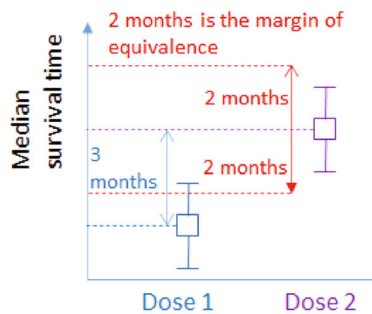 2 months is the margin of
equivalence
Median
survival time
2 months
3
months
2 months
Dose 1
Dose 2